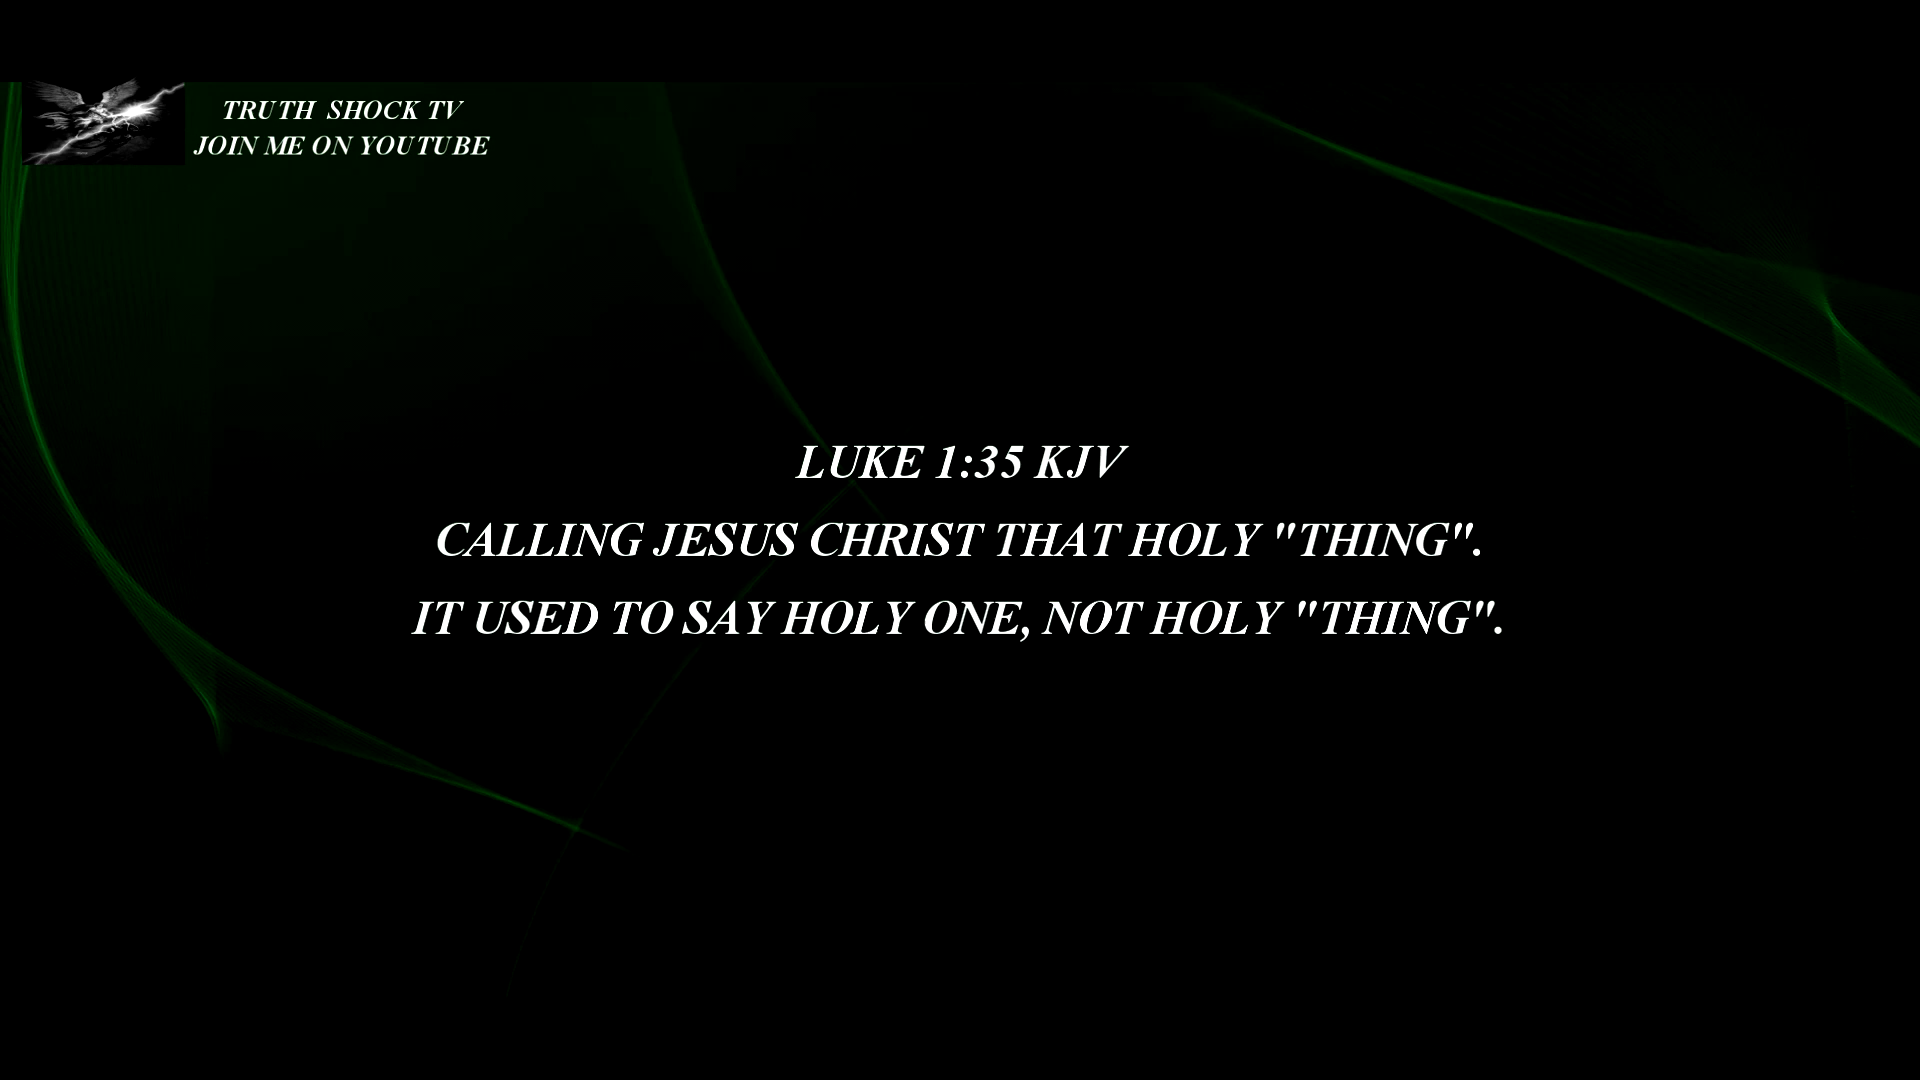 TRUTH SHOCK TV
JOIN ME ON YOUTUBE
LUKE 1:35 KJV
CALLING JESUS CHRIST THAT HOLY "THING".
IT USED TO SAY HOLY ONE, NOT HOLY "THING".